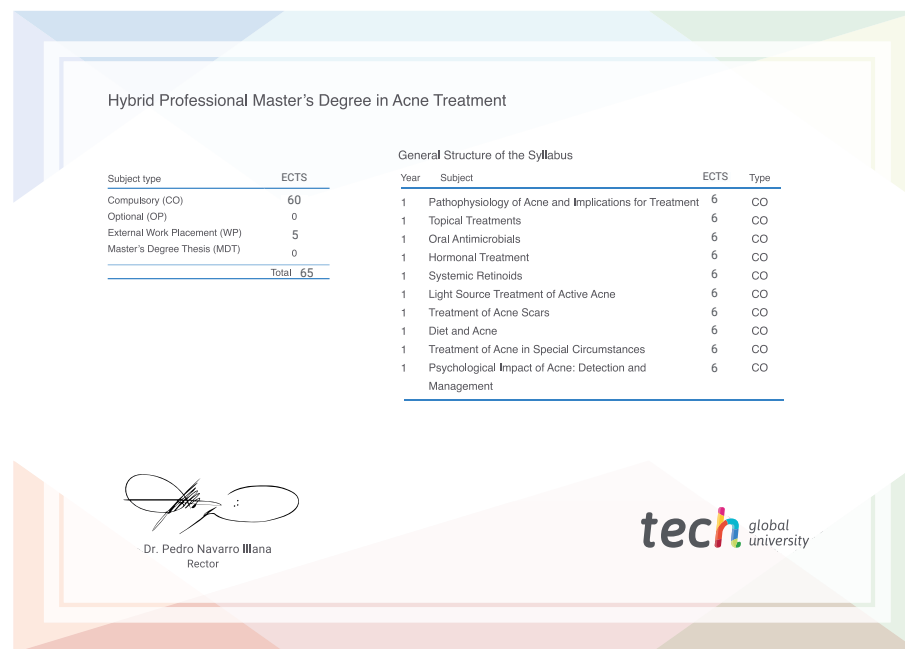 Hybrid Professional Master's Degree in Acne Treatment
General Structure of the Syllabus
Subject type ECTS
Compulsory (CO) 60
Optional (OP) 0
External Work Placement (WP) 5
Master's Degree Thesis (MDT) 0
Total 65
Year Subject ECTS Type
1 Pathophysiology of Acne and Implications for Treatment 6 CO
1 Topical Treatments 6 CO
1 Oral Antimicrobials 6 CO
1 Hormonal Treatment 6 CO
1 Systemic Retinoids 6 CO
1 Light Source Treatment of Active Acne 6 CO
1 Treatment of Acne Scars 6 CO
1 Diet and Acne 6 CO
1 Treatment of Acne in Special Circumstances 6 CO
1 Psychological Impact of Acne: Detection and 6 CO
Management
Dr. Pedro Navarro Illana
Rector
tech global
university